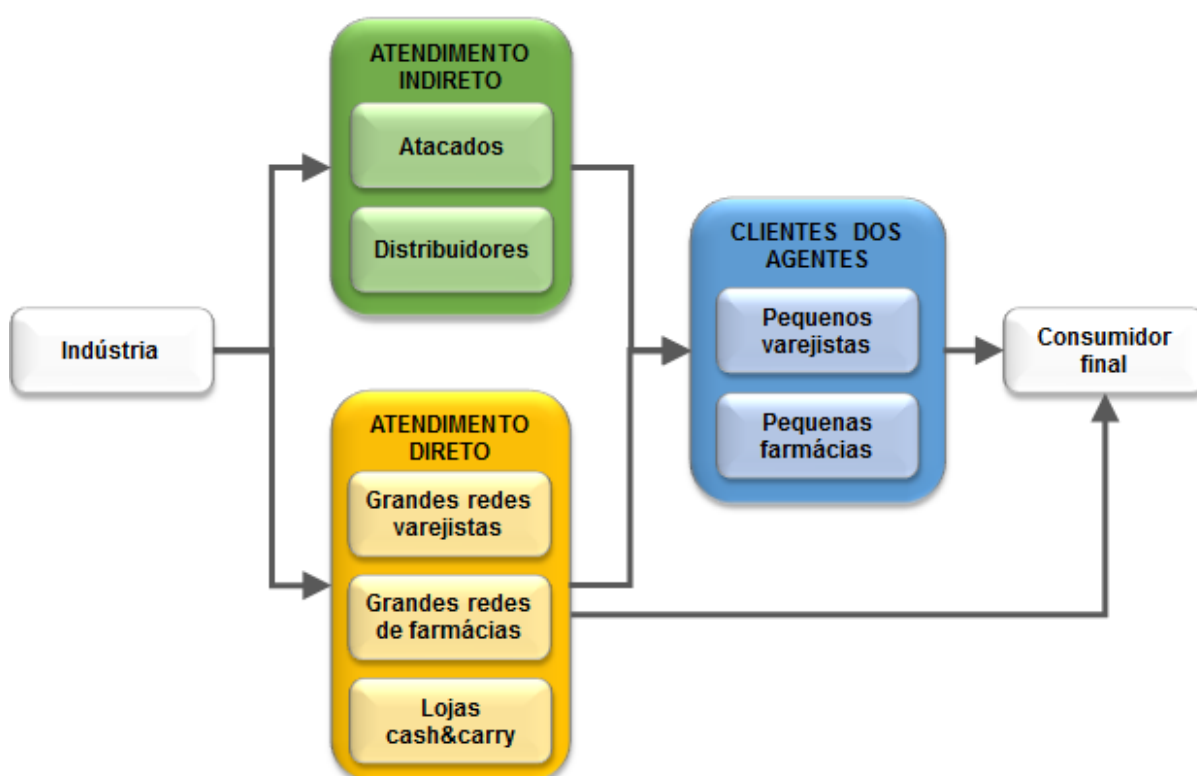 ATENDIMENTO
INDIRETO
Atacados
Distribuidores
Indústria
ATENDIMENTO
DIRETO
Grandes redes
varejistas
Grandes redes
de farmácias
Lojas
cash&carry
CLIENTES DOS
AGENTES
Pequenos
varejistas
Pequenas
farmácias
Consumidor
final